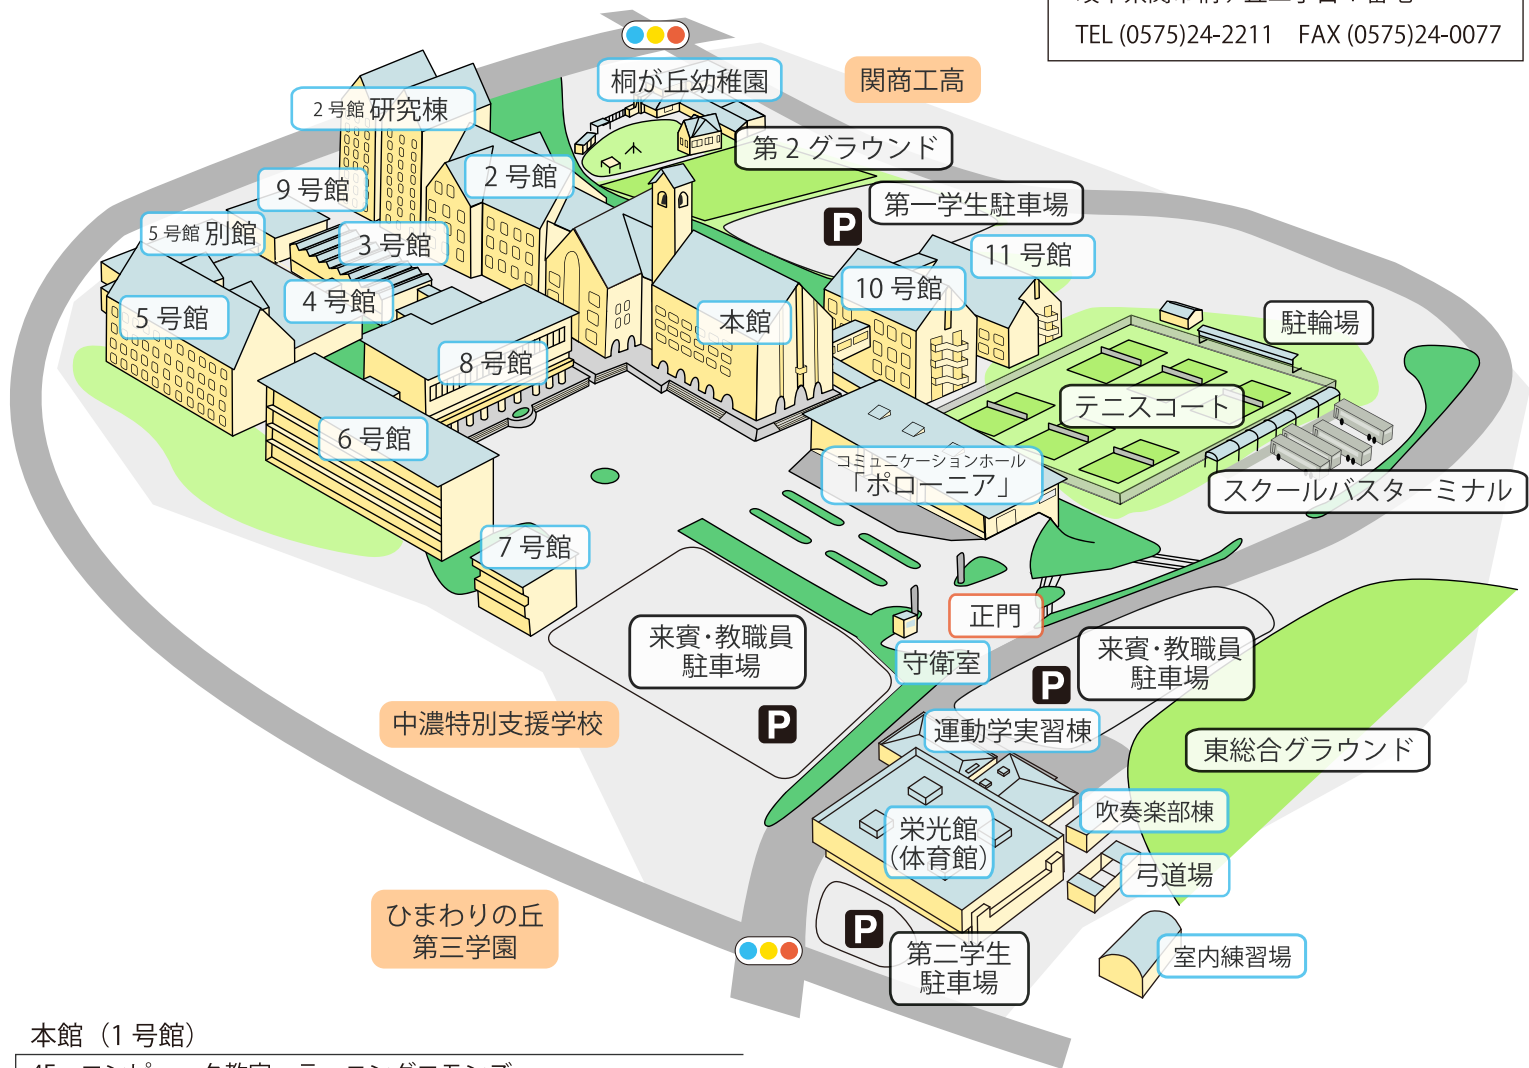 TEL (0575)24-2211 FAX (0575)24-0077
桐が丘幼稚園
関商工高
2号館 研究棟
第2グラウンド
2号館
9号館
第一学生駐車場
P
5号館 別館
3号館
11号館
10号館
4号館
5号館
本館
駐輪場
8号館
テニスコート
6号館
コミュニケーションホール
「ポローニア」
スクールバスターミナル
7号館
正門
来賓・教職員
駐車場
P
守衛室
来賓・教職員
駐車場
P
中濃特別支援学校
運動学実習棟
東総合グラウンド
吹奏楽部棟
栄光館
(体育館)
弓道場
ひまわりの丘
第三学園
P
第二学生
駐車場
室内練習場
本館（1号館）